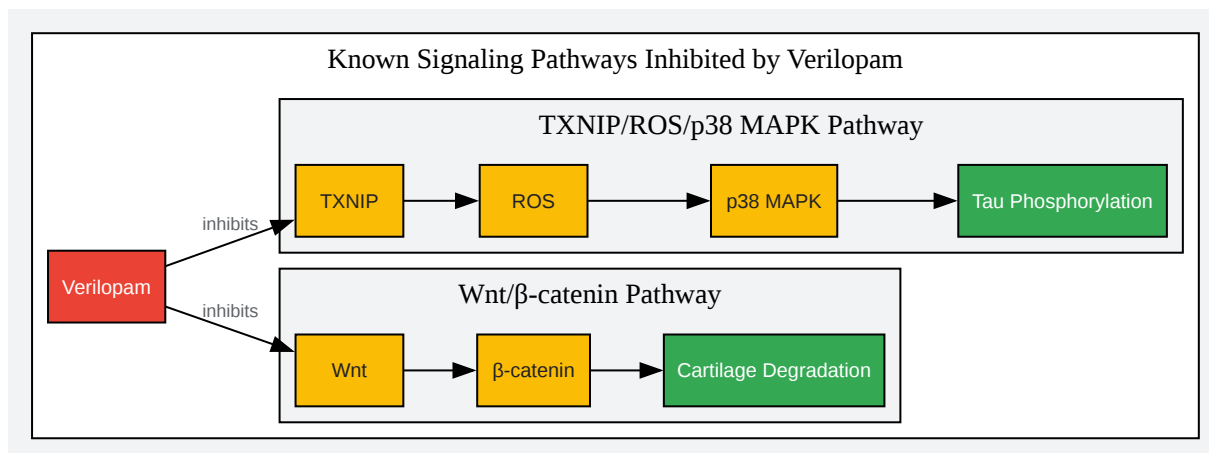 Known Signaling Pathways Inhibited by Verilopam
TXNIP/ROS/p38 MAPK Pathway
TXNIP
ROS
p38 MAPK
Tau Phosphorylation
inhibits
Verilopam
inhibits
Wnt/β-catenin Pathway
Wnt
β-catenin
Cartilage Degradation